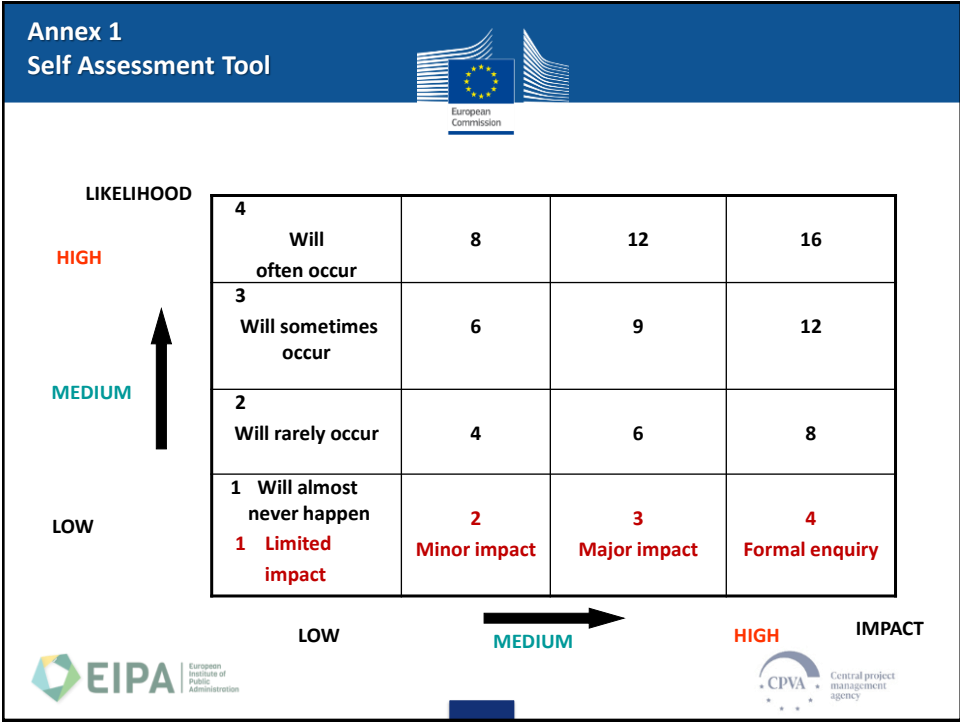 Annex 1
Self Assessment Tool
European
Commission
LIKELIHOOD
HIGH
MEDIUM
LOW
4
Will
often occur
8
12
16
3
Will sometimes
occur
6
9
12
2
Will rarely occur
4
6
8
1 Will almost
never happen
1 Limited
impact
2
Minor impact
3
Major impact
4
Formal enquiry
LOW
MEDIUM
HIGH
IMPACT
EIPA
European
Institute of
Public
Administration
CPVA
Central project
management
agency